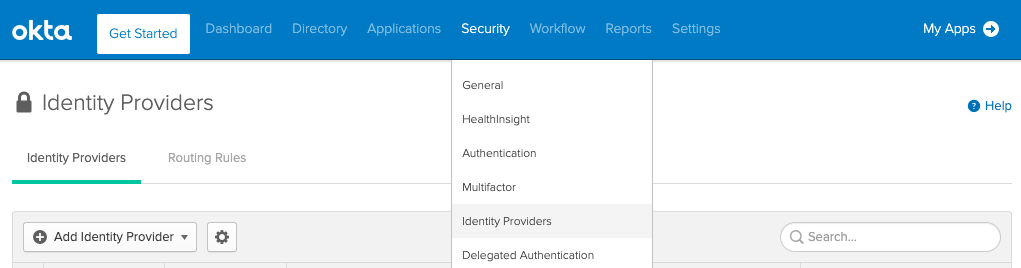 okta Get Started Dashboard Directory Applications Security Workflow Reports Settings My Apps
General
Identity Providers
Help
HealthInsight
Identity Providers Routing Rules
Authentication
Multifactor
Identity Providers
Add Identity Provider
Search...
Delegated Authentication